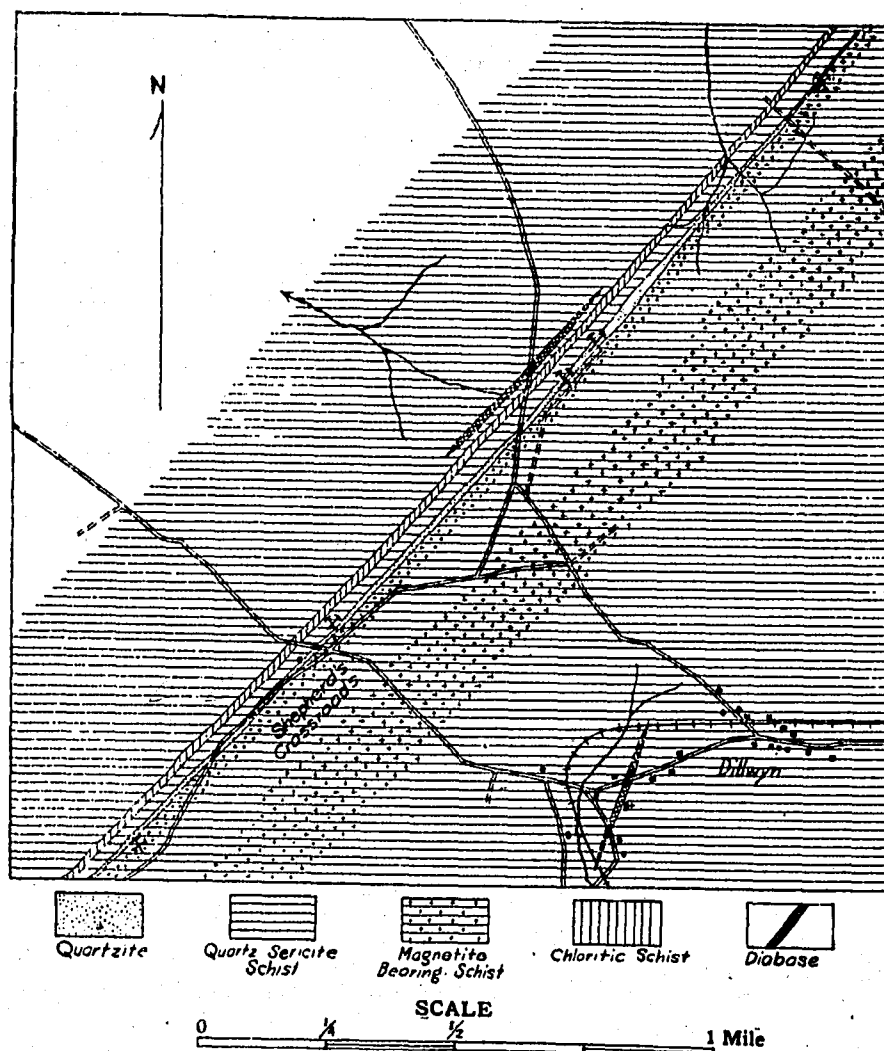 N
Shepherd's
Crossroads
Dillwyn
Quartzite
Quartz Sericite
Schist
Magnetite
Bearing Schist
Chloritic Schist
Diabase
SCALE
0 1/4 1/2 1 Mile